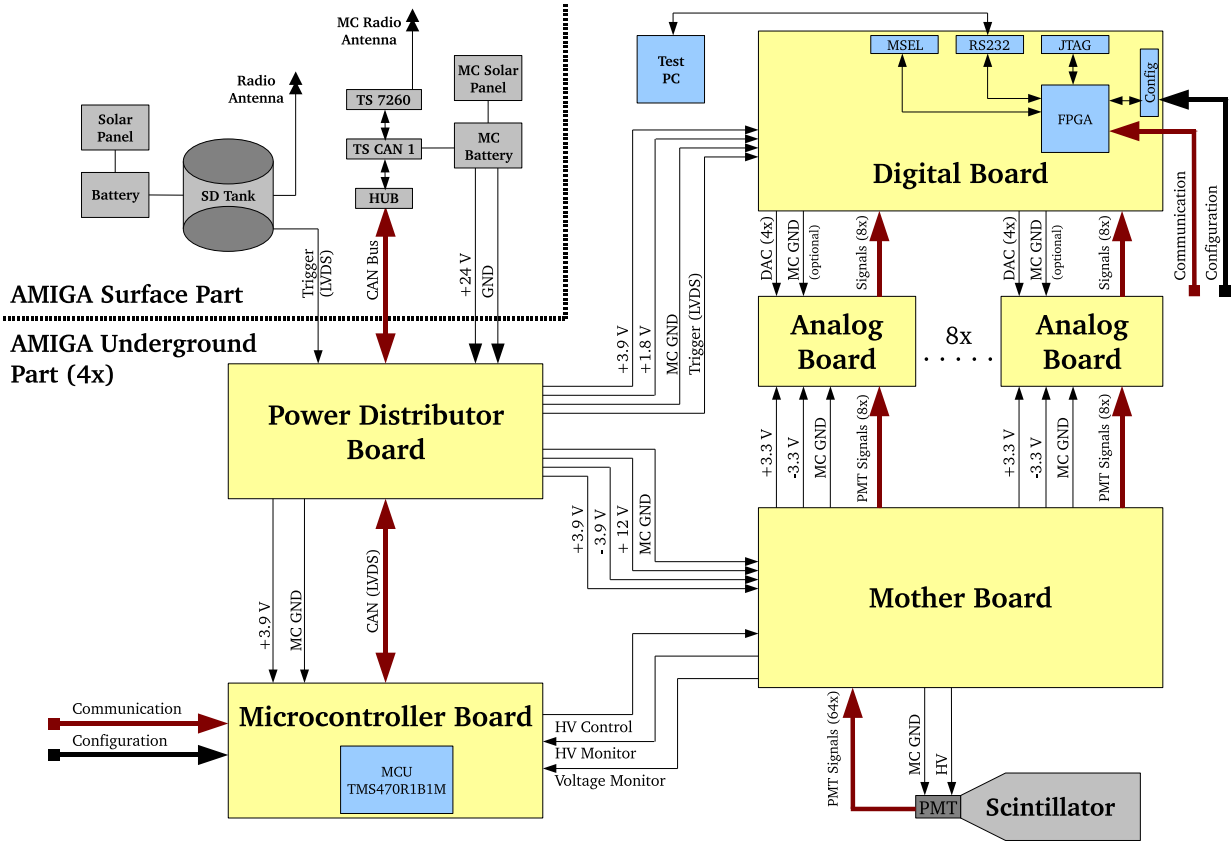 MC Radio
Antenna
Radio
Antenna
Solar
Panel
Battery
SD Tank
TS 7260
TS CAN 1
HUB
MC Solar
Panel
MC
Battery
Trigger
(LVDS)
CAN Bus
+24 V
GND
AMIGA Surface Part
AMIGA Underground
Part (4x)
Test
PC
MSEL
RS232
JTAG
Config
FPGA
Digital Board
Communication
Configuration
DAC (4x)
MC GND
(optional)
Signals (8x)
DAC (4x)
MC GND
(optional)
Signals (8x)
+3.9 V
+1.8 V
MC GND
Trigger (LVDS)
Analog
Board
8x
. . . . . .
Analog
Board
Power Distributor
Board
+3.3 V
-3.3 V
MC GND
PMT Signals (8x)
+3.3 V
-3.3 V
MC GND
PMT Signals (8x)
+3.9 V
-3.9 V
+ 12 V
MC GND
Mother Board
+3.9 V
MC GND
CAN (LVDS)
Communication
Configuration
Microcontroller Board
MCU
TMS470R1B1M
HV Control
HV Monitor
Voltage Monitor
PMT Signals (64x)
MC GND
HV
PMT
Scintillator